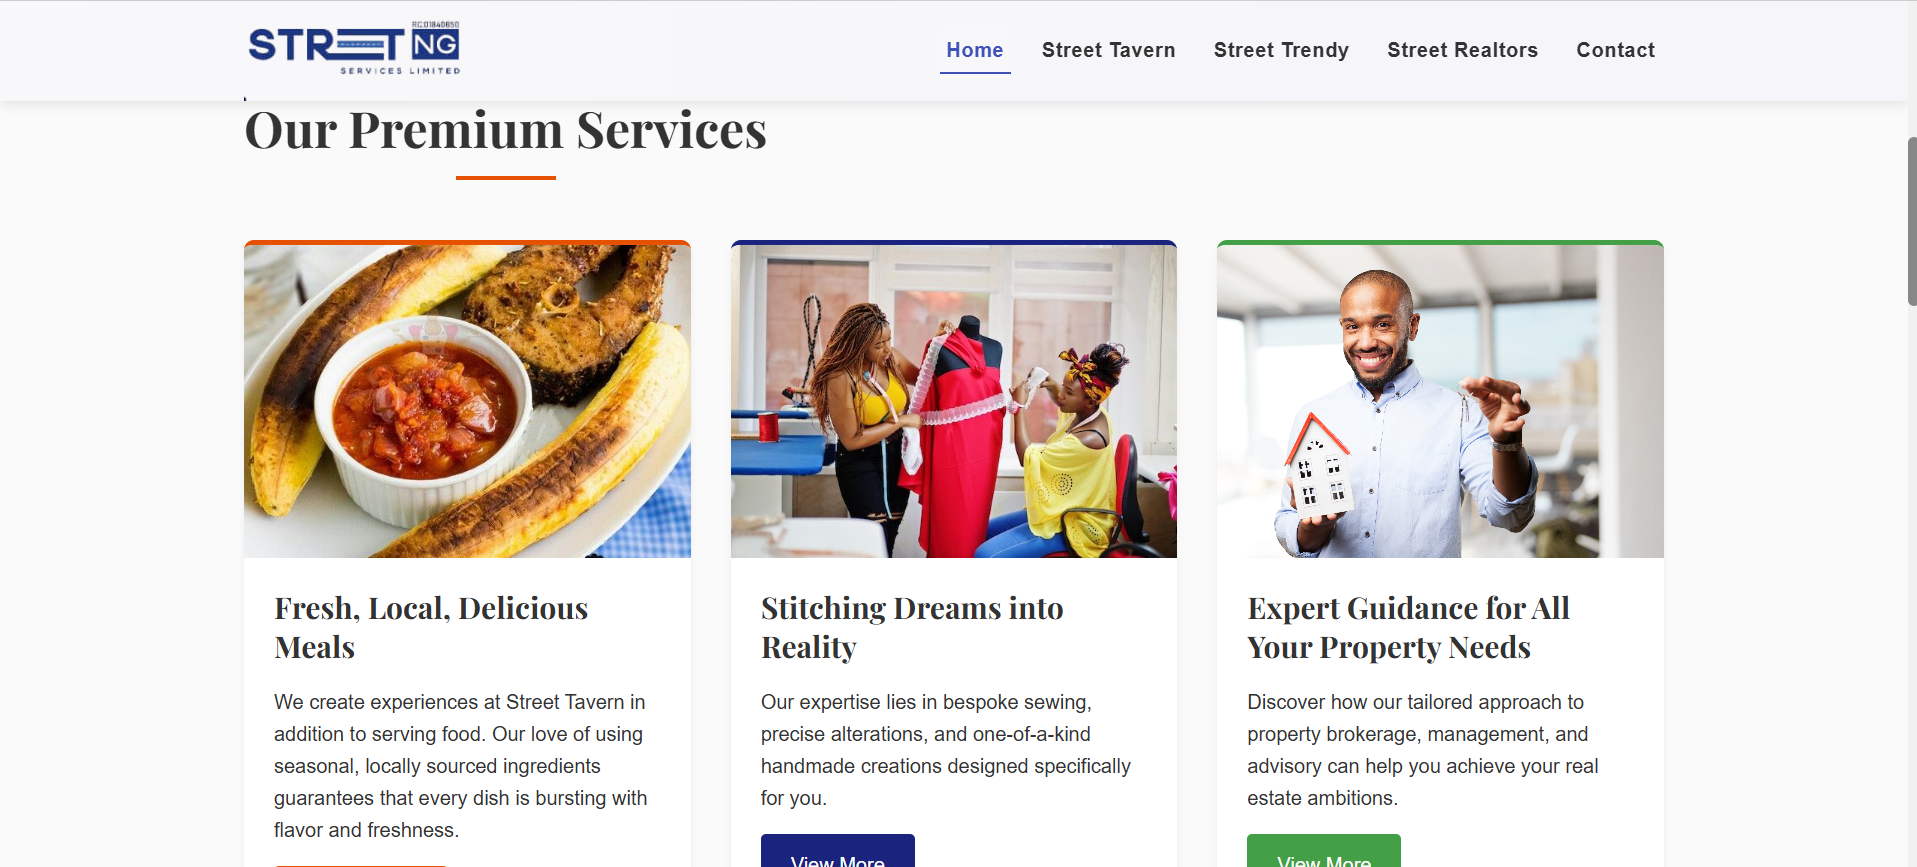 RC:01840850
STREET NG
SERVICES LIMITED
Home
Street Tavern
Street Trendy
Street Realtors
Contact
Our Premium Services
Fresh, Local, Delicious
Meals
We create experiences at Street Tavern in
addition to serving food. Our love of using
seasonal, locally sourced ingredients
guarantees that every dish is bursting with
flavor and freshness.
Stitching Dreams into
Reality
Our expertise lies in bespoke sewing,
precise alterations, and one-of-a-kind
handmade creations designed specifically
for you.
View More
Expert Guidance for All
Your Property Needs
Discover how our tailored approach to
property brokerage, management, and
advisory can help you achieve your real
estate ambitions.
View More